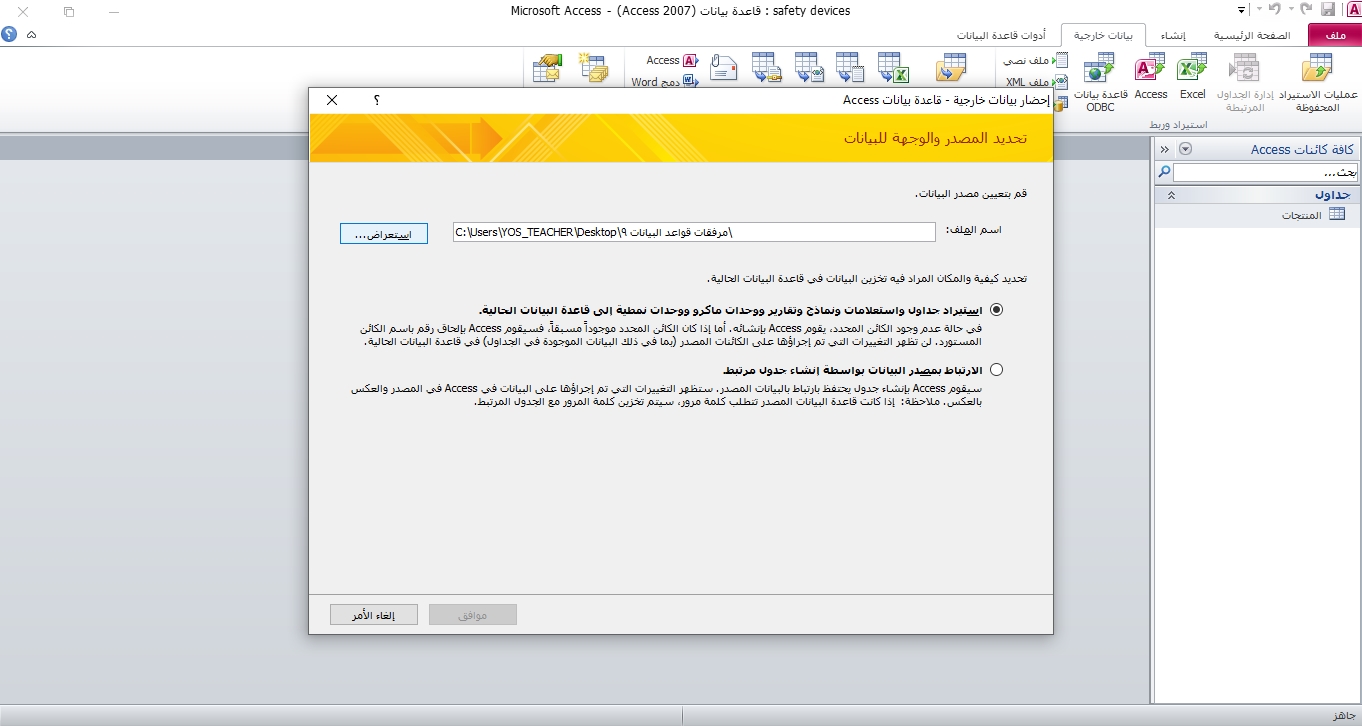 safety devices : قاعدة بيانات (Access 2007) - Microsoft Access
ملف
الصفحة الرئيسية
إنشاء
بيانات خارجية
أدوات قاعدة البيانات
عمليات الاستيراد المحفوظة
إدارة الجداول المرتبطة
Excel
Access
قاعدة بيانات ODBC
ملف نصي
ملف XML
Access
دمج Word
استيراد وربط
إحضار بيانات خارجية - قاعدة بيانات Access
؟
تحديد المصدر والوجهة للبيانات
كافة كائنات Access
بحث...
جداول
المنتجات
قم بتعيين مصدر البيانات.
اسم الملف:
C:\Users\YOS_TEACHER\Desktop\مرفقات قواعد البيانات ٩\
استعراض...
تحديد كيفية والمكان المراد فيه تخزين البيانات في قاعدة البيانات الحالية.
استيراد جداول واستعلامات ونماذج وتقارير ووحدات ماكرو ووحدات نمطية إلى قاعدة البيانات الحالية.
في حالة عدم وجود الكائن المحدد، يقوم Access بإنشائه. أما إذا كان الكائن المحدد موجوداً مسبقاً، فسيقوم Access بإلحاق رقم باسم الكائن
المستورد. لن تظهر التغييرات التي تم إجراؤها على الكائنات المصدر (بما في ذلك البيانات الموجودة في الجداول) في قاعدة البيانات الحالية.
الارتباط بمصدر البيانات بواسطة إنشاء جدول مرتبط.
سيقوم Access بإنشاء جدول يحتفظ بارتباط بالبيانات المصدر. ستظهر التغييرات التي تم إجراؤها على البيانات في Access في المصدر والعكس
بالعكس. ملاحظة: إذا كانت قاعدة البيانات المصدر تتطلب كلمة مرور، سيتم تخزين كلمة المرور مع الجدول المرتبط.
موافق
إلغاء الأمر
جاهز